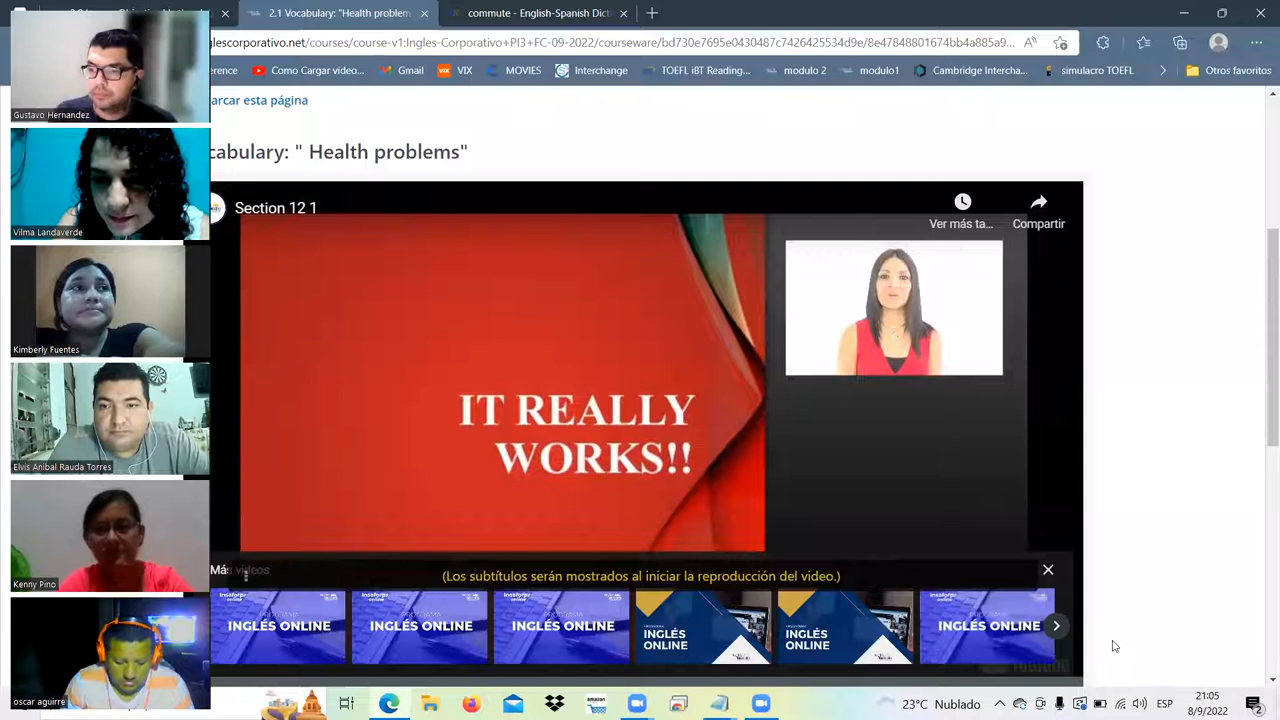 2.1 Vocabulary: "Health problem
commute - English-Spanish Dict
glescorporativo.net/courses/course-v1:Ingles-Corporativo+PI3+FC-09-2022/courseware/bd730e7695e0430487c7426425534d9e/8e47848b01674bb4a885a9...
erence
Como Cargar video...
Gmail
VIX
MOVIES
Interchange
TOEFL iBT Reading...
modulo 2
modulo1
Cambridge Intercha...
simulacro TOEFL
Otros favoritos
arcar esta página
cabulary: " Health problems"
Section 12 1
Ver más ta...
Compartir
IT REALLY
WORKS!!
Más videos
(Los subtítulos serán mostrados al iniciar la reproducción del video.)
INGLÉS ONLINE
INGLÉS ONLINE
INGLÉS ONLINE
INGLÉS
ONLINE
INGLÉS
ONLINE
INGLÉS ONLINE
Gustavo Hernandez
Vilma Landaverde
Kimberly Fuentes
Elvis Anibal Rauda Torres
Kenny Pino
oscar aguirre
amazon
23°C Nublado
ESP
21:05
8/9/2022
2